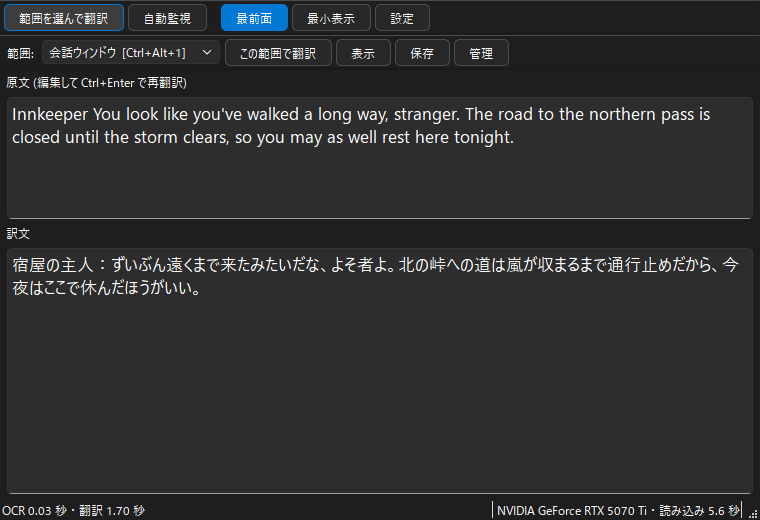 範囲を選んで翻訳 自動監視 最前面 最小表示 設定
範囲: 会話ウィンドウ [Ctrl+Alt+1] この範囲で翻訳 表示 保存 管理
原文 (編集して Ctrl+Enter で再翻訳)
Innkeeper You look like you've walked a long way, stranger. The road to the northern pass is
closed until the storm clears, so you may as well rest here tonight.
訳文
宿屋の主人：ずいぶん遠くまで来たみたいだな、よそ者よ。北の峠への道は嵐が収まるまで通行止めだから、今
夜はここで休んだほうがいい。
OCR 0.03 秒・翻訳 1.70 秒 NVIDIA GeForce RTX 5070 Ti・読み込み 5.6 秒